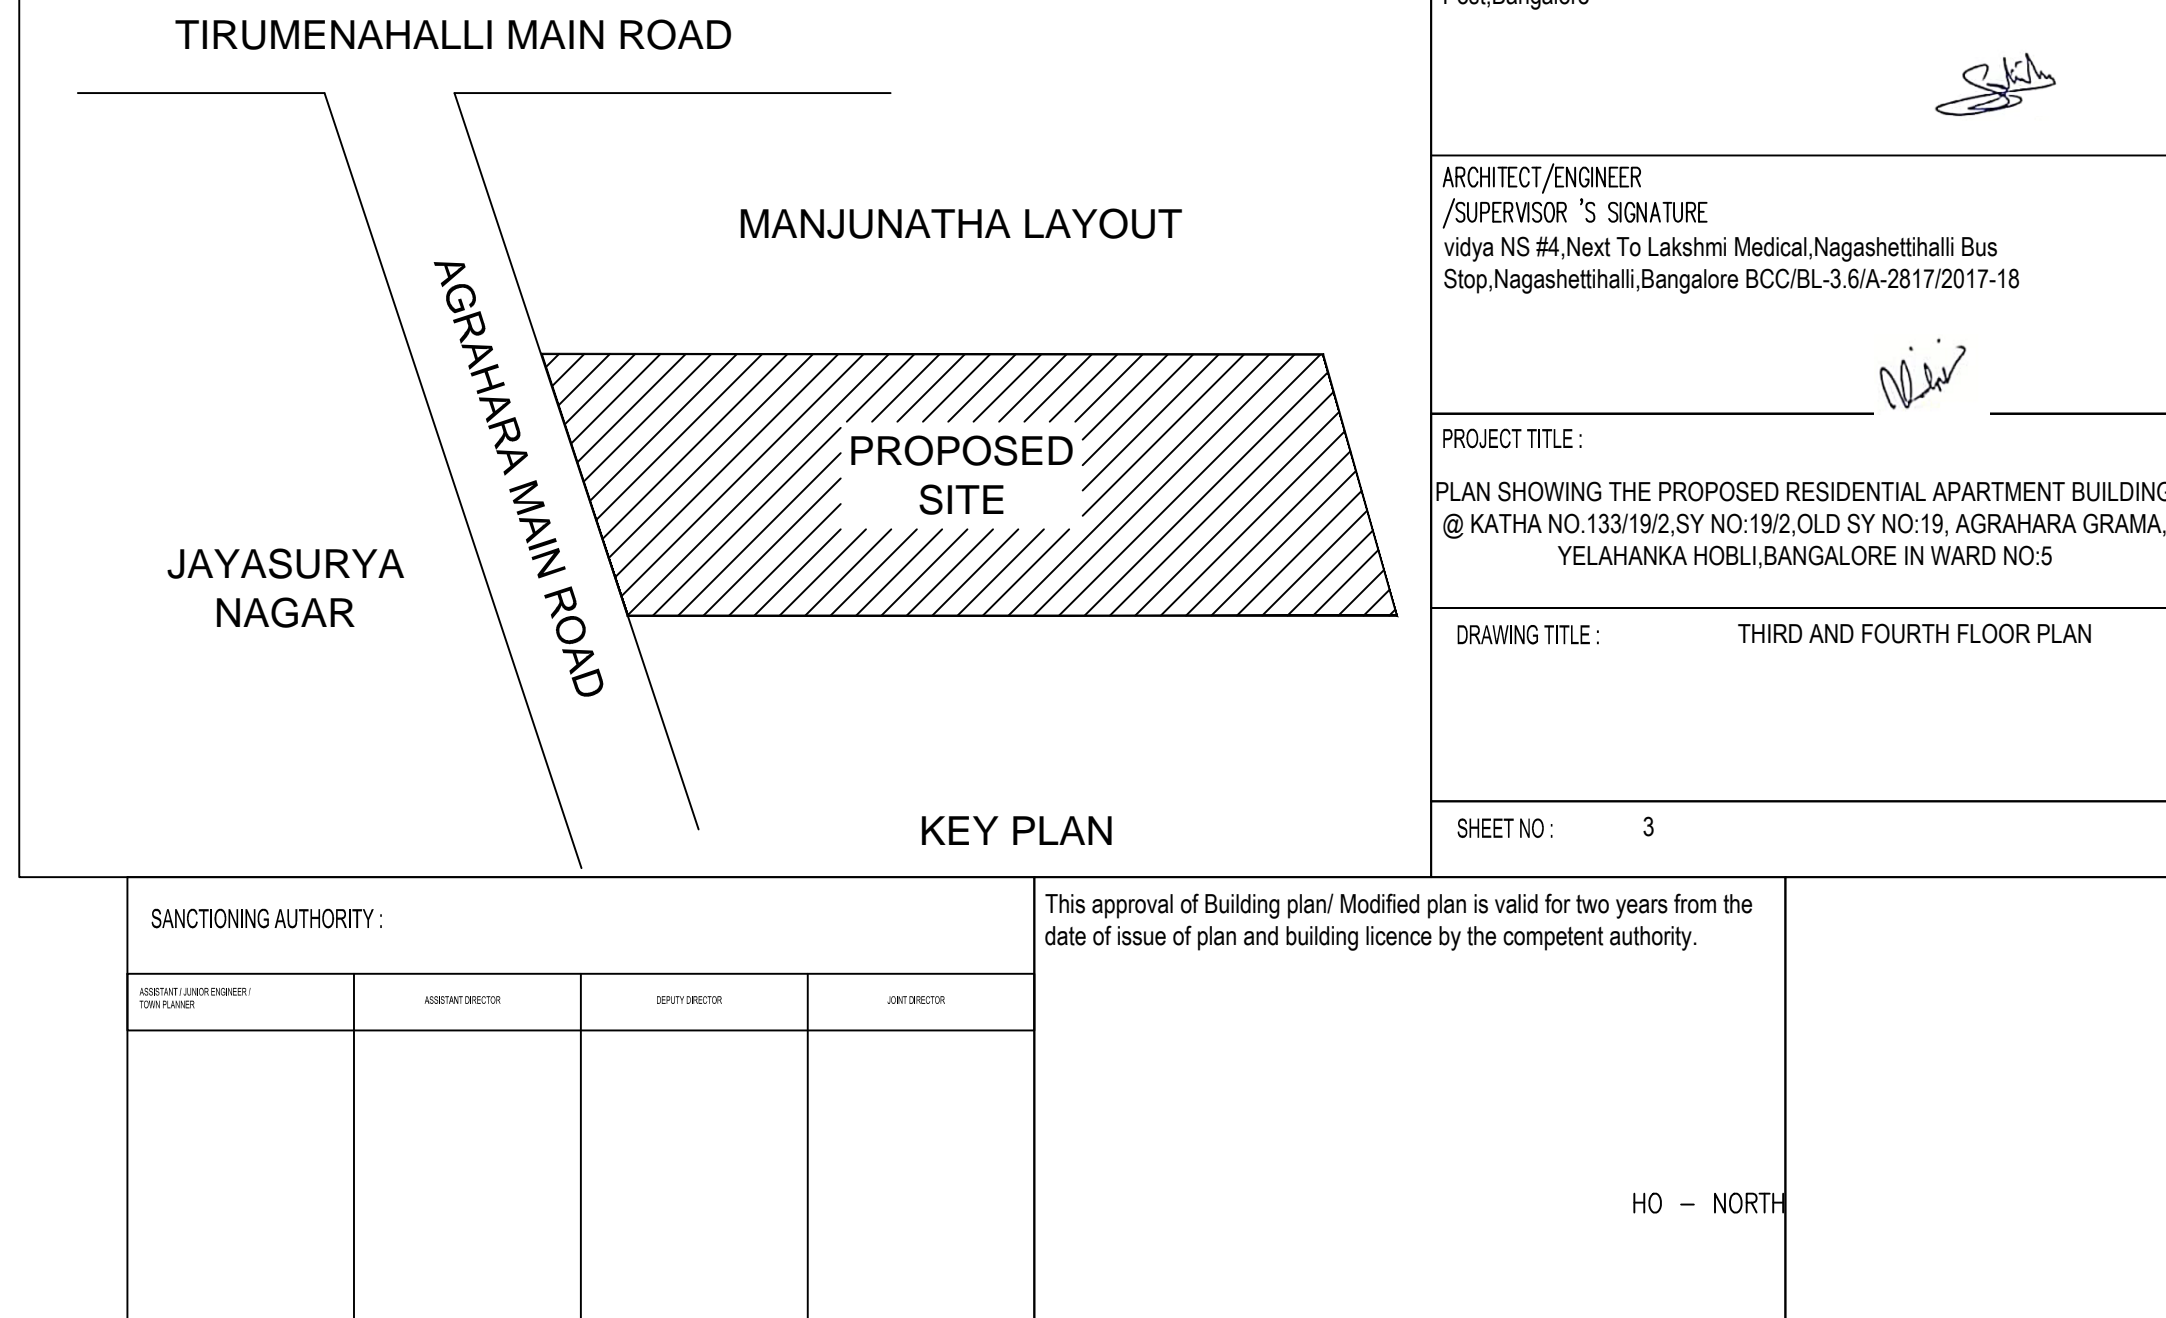 TIRUMENAHALLI MAIN ROAD
MANJUNATHA LAYOUT
AGRAHARA MAIN ROAD
PROPOSED
SITE
JAYASURYA
NAGAR
KEY PLAN
ARCHITECT/ENGINEER
/SUPERVISOR 'S SIGNATURE
vidya NS #4,Next To Lakshmi Medical,Nagashettihalli Bus
Stop,Nagashettihalli,Bangalore BCC/BL-3.6/A-2817/2017-18
PROJECT TITLE :
PLAN SHOWING THE PROPOSED RESIDENTIAL APARTMENT BUILDING
@ KATHA NO.133/19/2,SY NO:19/2,OLD SY NO:19, AGRAHARA GRAMA,
YELAHANKA HOBLI,BANGALORE IN WARD NO:5
DRAWING TITLE : THIRD AND FOURTH FLOOR PLAN
SHEET NO : 3
SANCTIONING AUTHORITY :
This approval of Building plan/ Modified plan is valid for two years from the
date of issue of plan and building licence by the competent authority.
ASSISTANT / JUNIOR ENGINEER /
TOWN PLANNER
ASSISTANT DIRECTOR
DEPUTY DIRECTOR
JOINT DIRECTOR
HO – NORTH